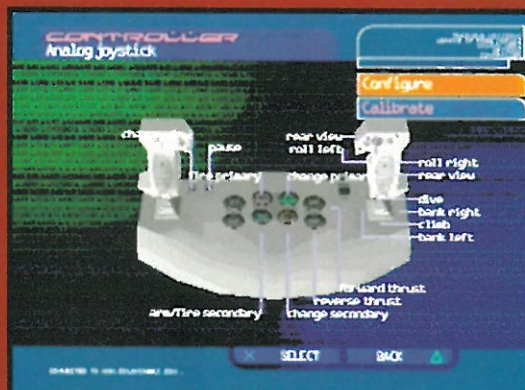 CONTROLLER
Analog joystick
Configure
Calibrate
rear view
roll left
pause
roll right
fire primary
change primary
rear view
dive
bank right
climb
bank left
forward thrust
reverse thrust
arm/fire secondary
change secondary
SELECT
BACK